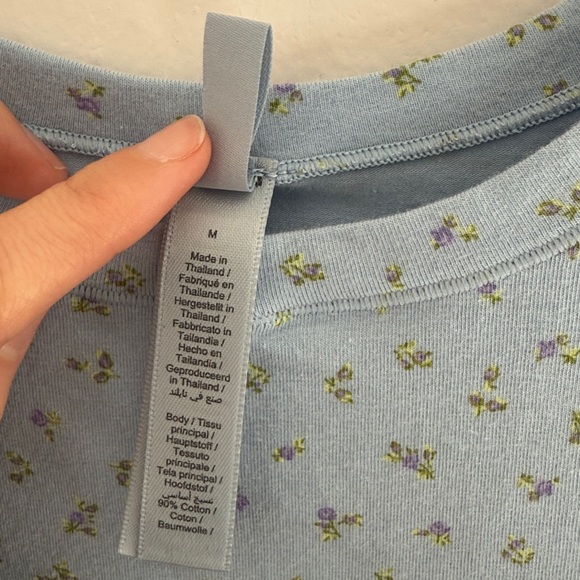 M
Made in
Thailand /
Fabriqué en
Thaïlande /
Hergestellt in
Thailand /
Fabbricato in
Tailandia /
Hecho en
Tailandia /
Geproduceerd
in Thailand /
صنع في تايلند
Body / Tissu
principal /
Hauptstoff /
Tessuto
principale /
Tela principal /
Hoofdstof /
نسيج أساسي
90% Cotton /
Coton /
Baumwolle /